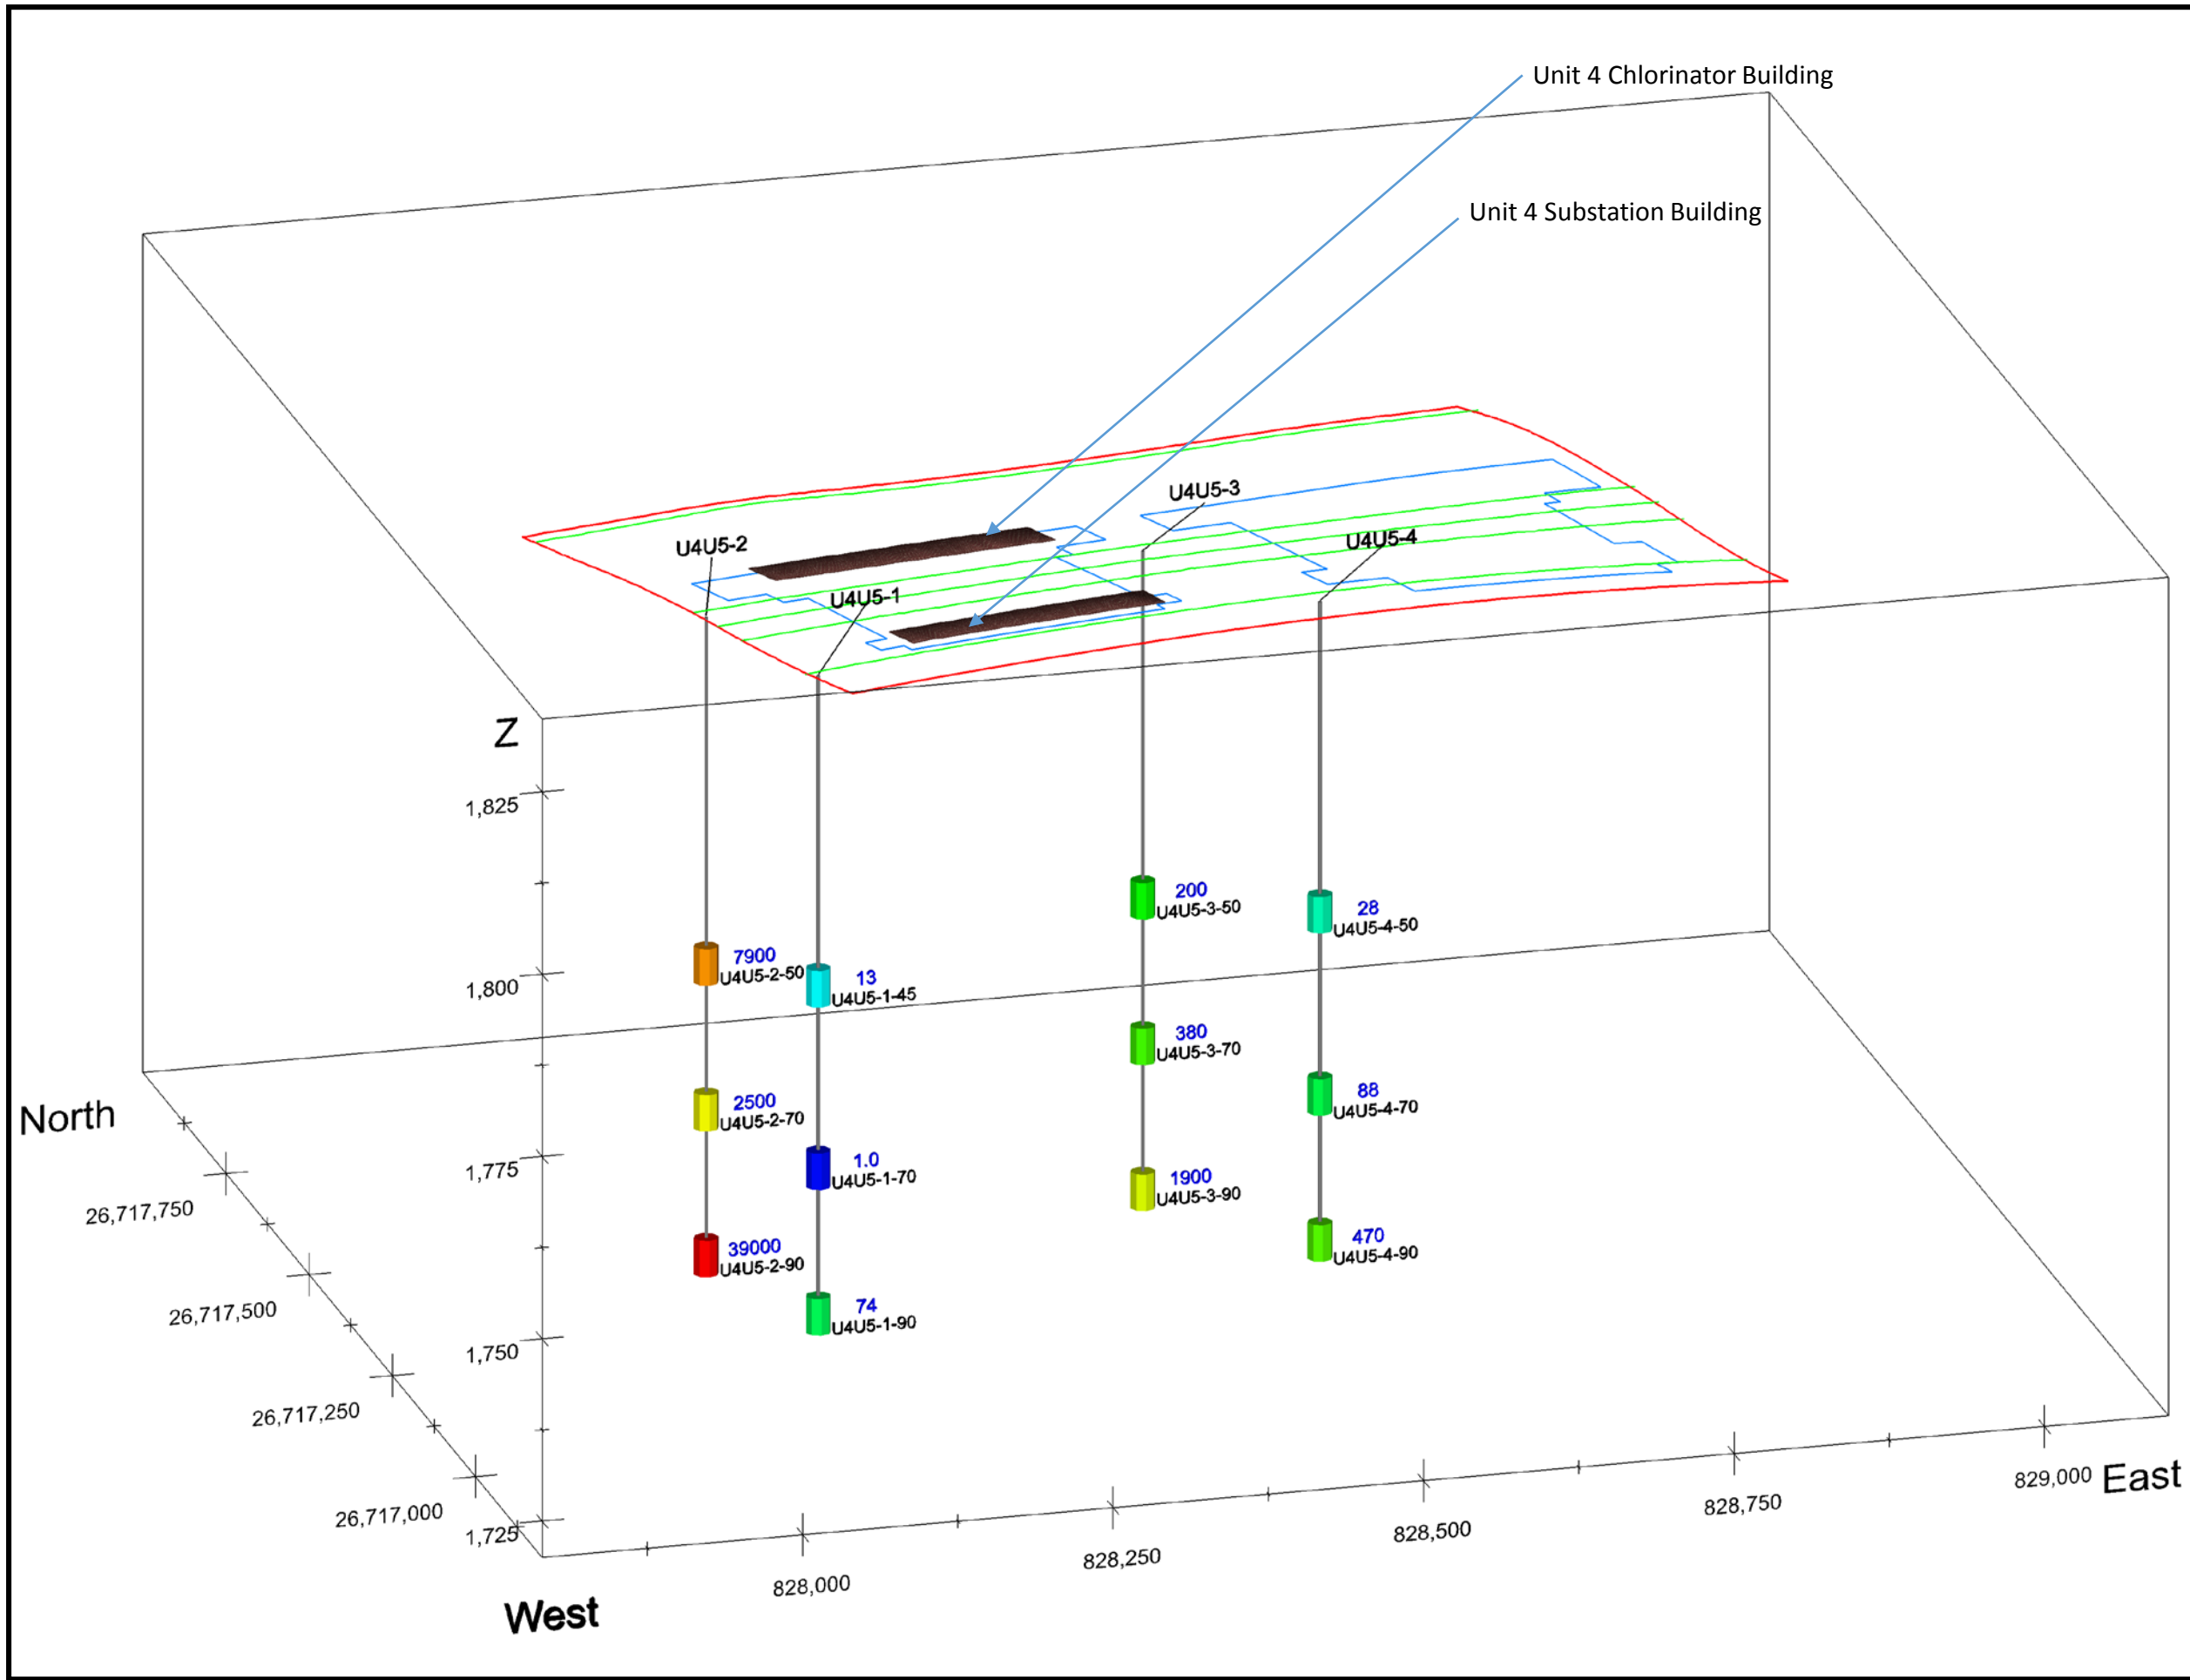 Unit 4 Chlorinator Building
Unit 4 Substation Building
U4U5-3
U4U5-4
U4U5-2
U4U5-1
Z
1,825
1,800
1,775
1,750
1,725
200
U4U5-3-50
28
U4U5-4-50
7900
U4U5-2-50
13
U4U5-1-45
380
U4U5-3-70
88
U4U5-4-70
2500
U4U5-2-70
1.0
U4U5-1-70
1900
U4U5-3-90
470
U4U5-4-90
39000
U4U5-2-90
74
U4U5-1-90
North
26,717,750
26,717,500
26,717,250
26,717,000
West
828,000
828,250
828,500
828,750
829,000
East